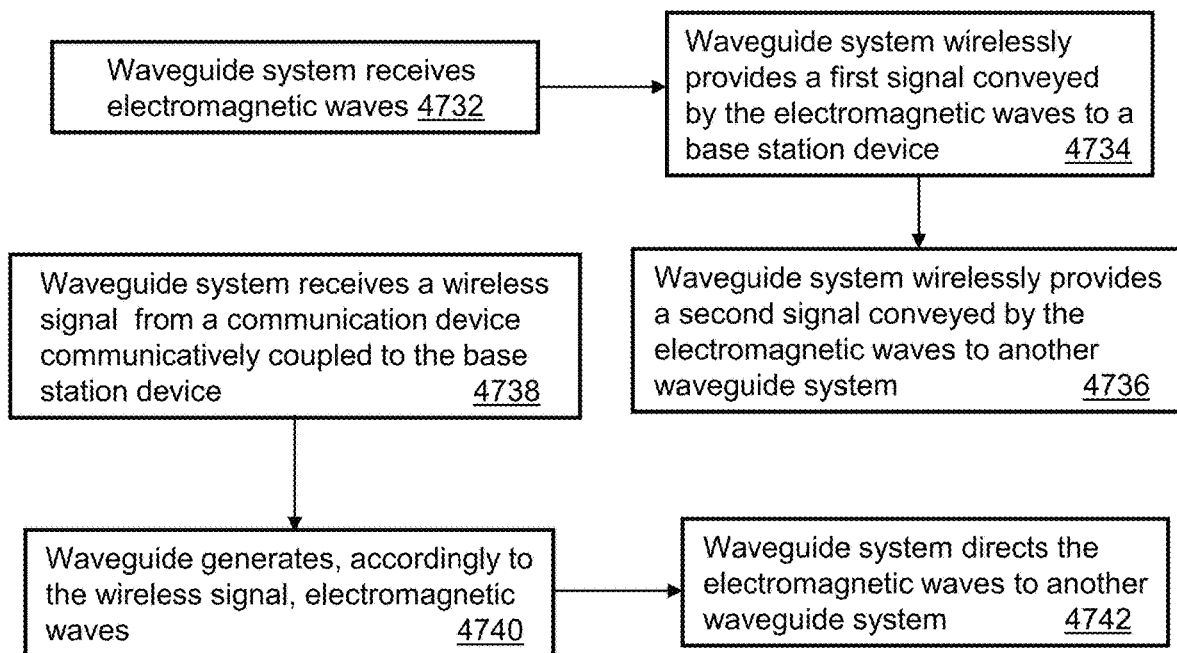 Waveguide system receives
electromagnetic waves 4732
Waveguide system wirelessly
provides a first signal conveyed
by the electromagnetic waves to a
base station device 4734
Waveguide system wirelessly provides
a second signal conveyed by the
electromagnetic waves to another
waveguide system 4736
Waveguide system receives a wireless
signal from a communication device
communicatively coupled to the base
station device 4738
Waveguide generates, accordingly to
the wireless signal, electromagnetic
waves 4740
Waveguide system directs the
electromagnetic waves to another
waveguide system 4742